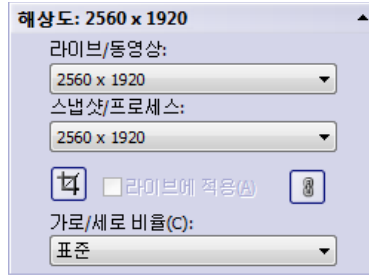 해상도: 2560 x 1920
라이브/동영상:
2560 x 1920
스냅샷/프로세스:
2560 x 1920
라이브에 적용(A)
가로/세로 비율(C):
표준